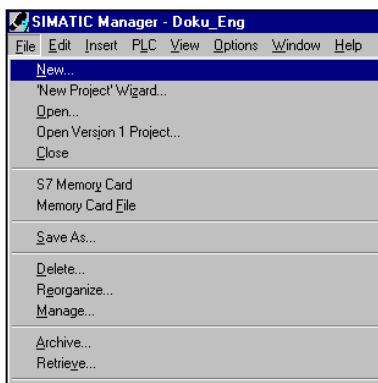 SIMATIC Manager - Doku_Eng
File Edit Insert PLC View Options Window Help
New...
'New Project' Wizard...
Open...
Open Version 1 Project...
Close
S7 Memory Card
Memory Card File
Save As...
Delete...
Reorganize...
Manage...
Archive...
Retrieve...